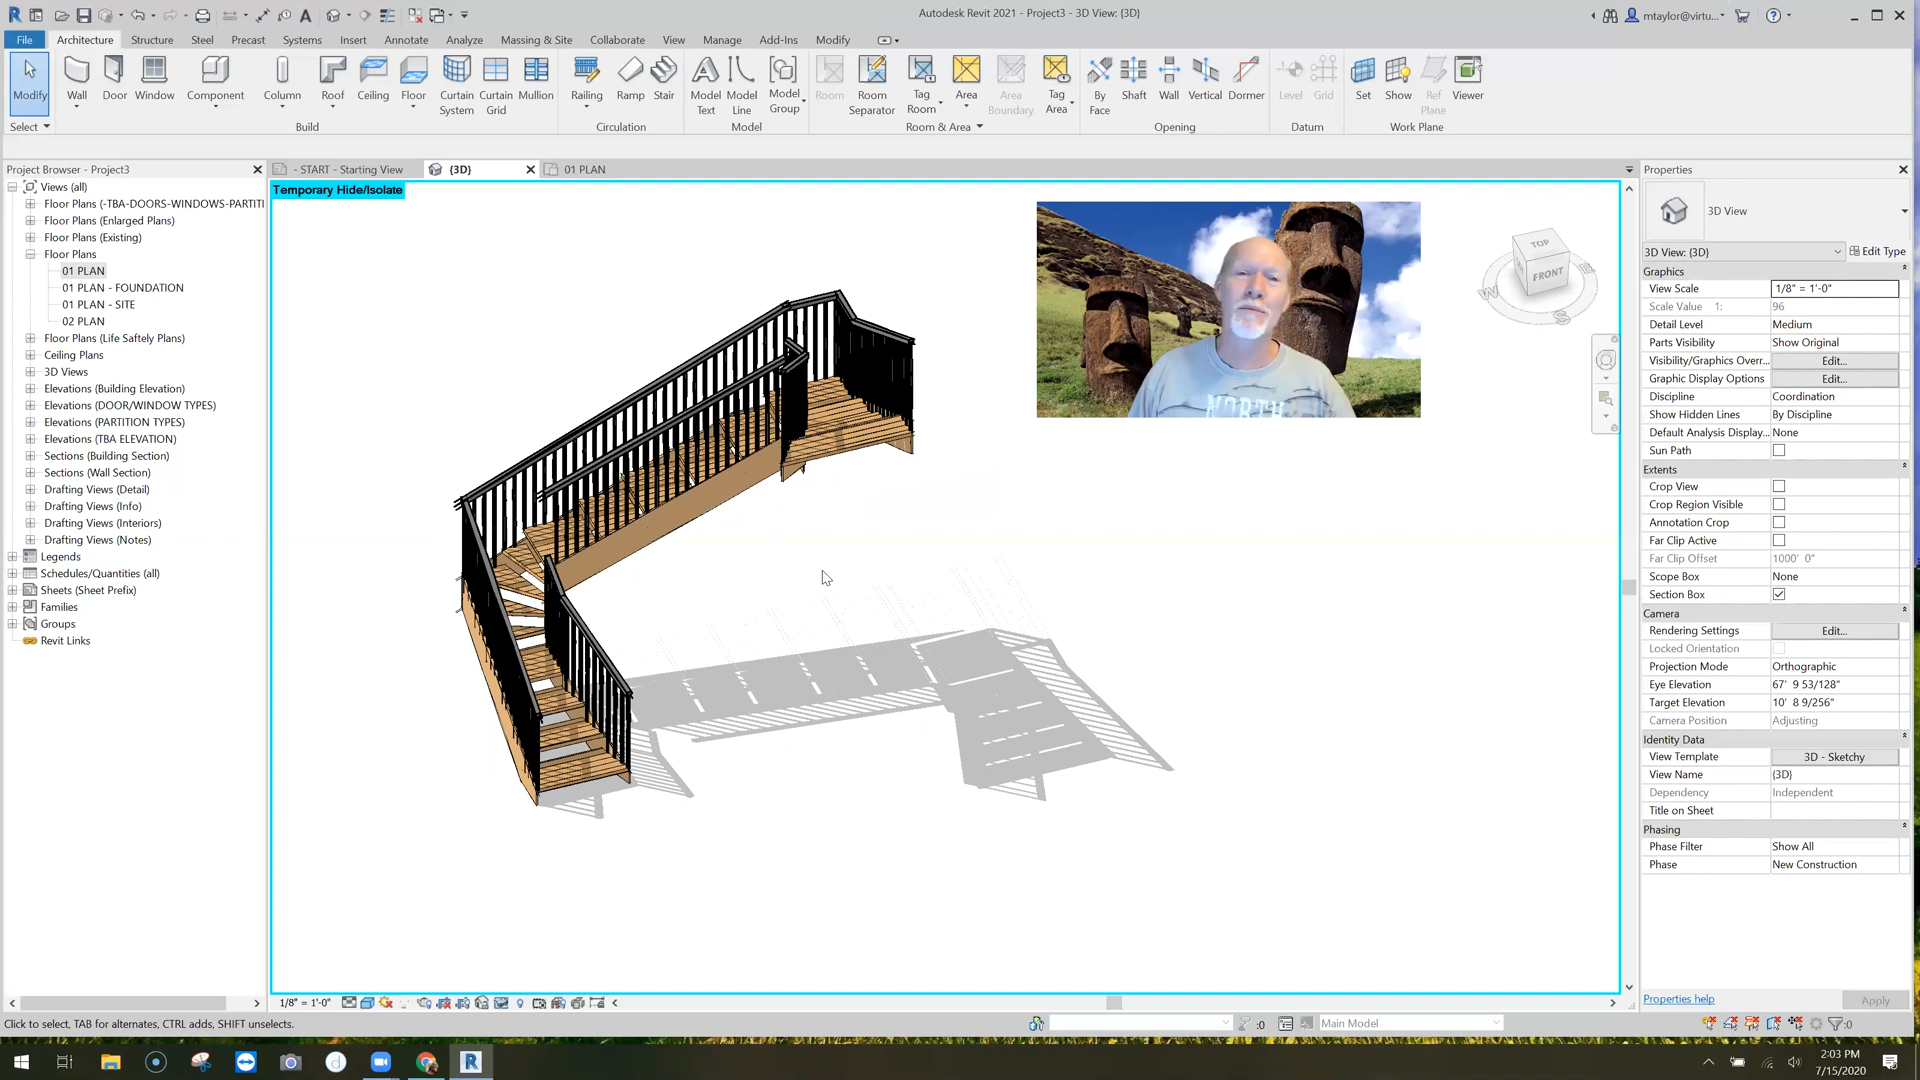 Autodesk Revit 2021 - Project3 - 3D View: {3D}
mtaylor@virtu...
File Architecture Structure Steel Precast Systems Insert Annotate Analyze Massing & Site Collaborate View Manage Add-Ins Modify
Modify Wall Door Window Component Column Roof Ceiling Floor Curtain System Curtain Grid Mullion Railing Ramp Stair Model Text Model Line Model Group Room Room Separator Tag Room Area Area Boundary Tag Area By Face Shaft Wall Vertical Dormer Level Grid Set Show Ref Plane Viewer
Select Build Circulation Model Room & Area Opening Datum Work Plane
Project Browser - Project3
- START - Starting View {3D} 01 PLAN
Temporary Hide/Isolate
Views (all)
Floor Plans (-TBA-DOORS-WINDOWS-PARTITI
Floor Plans (Enlarged Plans)
Floor Plans (Existing)
Floor Plans
01 PLAN
01 PLAN - FOUNDATION
01 PLAN - SITE
02 PLAN
Floor Plans (Life Saftely Plans)
Ceiling Plans
3D Views
Elevations (Building Elevation)
Elevations (DOOR/WINDOW TYPES)
Elevations (PARTITION TYPES)
Elevations (TBA ELEVATION)
Sections (Building Section)
Sections (Wall Section)
Drafting Views (Detail)
Drafting Views (Info)
Drafting Views (Interiors)
Drafting Views (Notes)
Legends
Schedules/Quantities (all)
Sheets (Sheet Prefix)
Families
Groups
Revit Links
NORTH
TOP
FRONT
W
S
E
Properties
3D View
3D View: {3D} Edit Type
Graphics
View Scale 1/8" = 1'-0"
Scale Value 1: 96
Detail Level Medium
Parts Visibility Show Original
Visibility/Graphics Overr... Edit...
Graphic Display Options Edit...
Discipline Coordination
Show Hidden Lines By Discipline
Default Analysis Display... None
Sun Path
Extents
Crop View
Crop Region Visible
Annotation Crop
Far Clip Active
Far Clip Offset 1000' 0"
Scope Box None
Section Box
Camera
Rendering Settings Edit...
Locked Orientation
Projection Mode Orthographic
Eye Elevation 67' 9 53/128"
Target Elevation 10' 8 9/256"
Camera Position Adjusting
Identity Data
View Template 3D - Sketchy
View Name {3D}
Dependency Independent
Title on Sheet
Phasing
Phase Filter Show All
Phase New Construction
Properties help Apply
1/8" = 1'-0"
Click to select, TAB for alternates, CTRL adds, SHIFT unselects.
:0
Main Model
:0
2:03 PM
7/15/2020